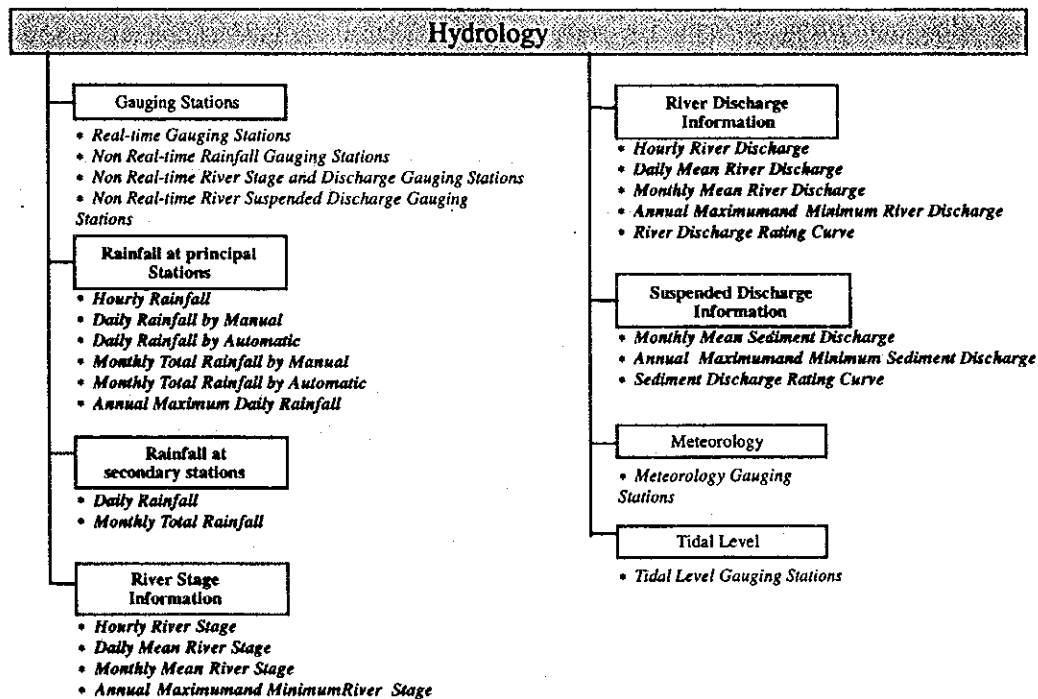 Hydrology
Gauging Stations
* Real-time Gauging Stations
* Non Real-time Rainfall Gauging Stations
* Non Real-time River Stage and Discharge Gauging Stations
* Non Real-time River Suspended Discharge Gauging
Stations
Rainfall at principal
Stations
* Hourly Rainfall
* Daily Rainfall by Manual
* Daily Rainfall by Automatic
* Monthly Total Rainfall by Manual
* Monthly Total Rainfall by Automatic
* Annual Maximum Daily Rainfall
Rainfall at
secondary stations
* Daily Rainfall
* Monthly Total Rainfall
River Stage
Information
* Hourly River Stage
* Daily Mean River Stage
* Monthly Mean River Stage
* Annual Maximumand MinimumRiver Stage
River Discharge
Information
* Hourly River Discharge
* Daily Mean River Discharge
* Monthly Mean River Discharge
* Annual Maximumand Minimum River Discharge
* River Discharge Rating Curve
Suspended Discharge
Information
* Monthly Mean Sediment Discharge
* Annual Maximumand Minimum Sediment Discharge
* Sediment Discharge Rating Curve
Meteorology
* Meteorology Gauging
Stations
Tidal Level
* Tidal Level Gauging Stations